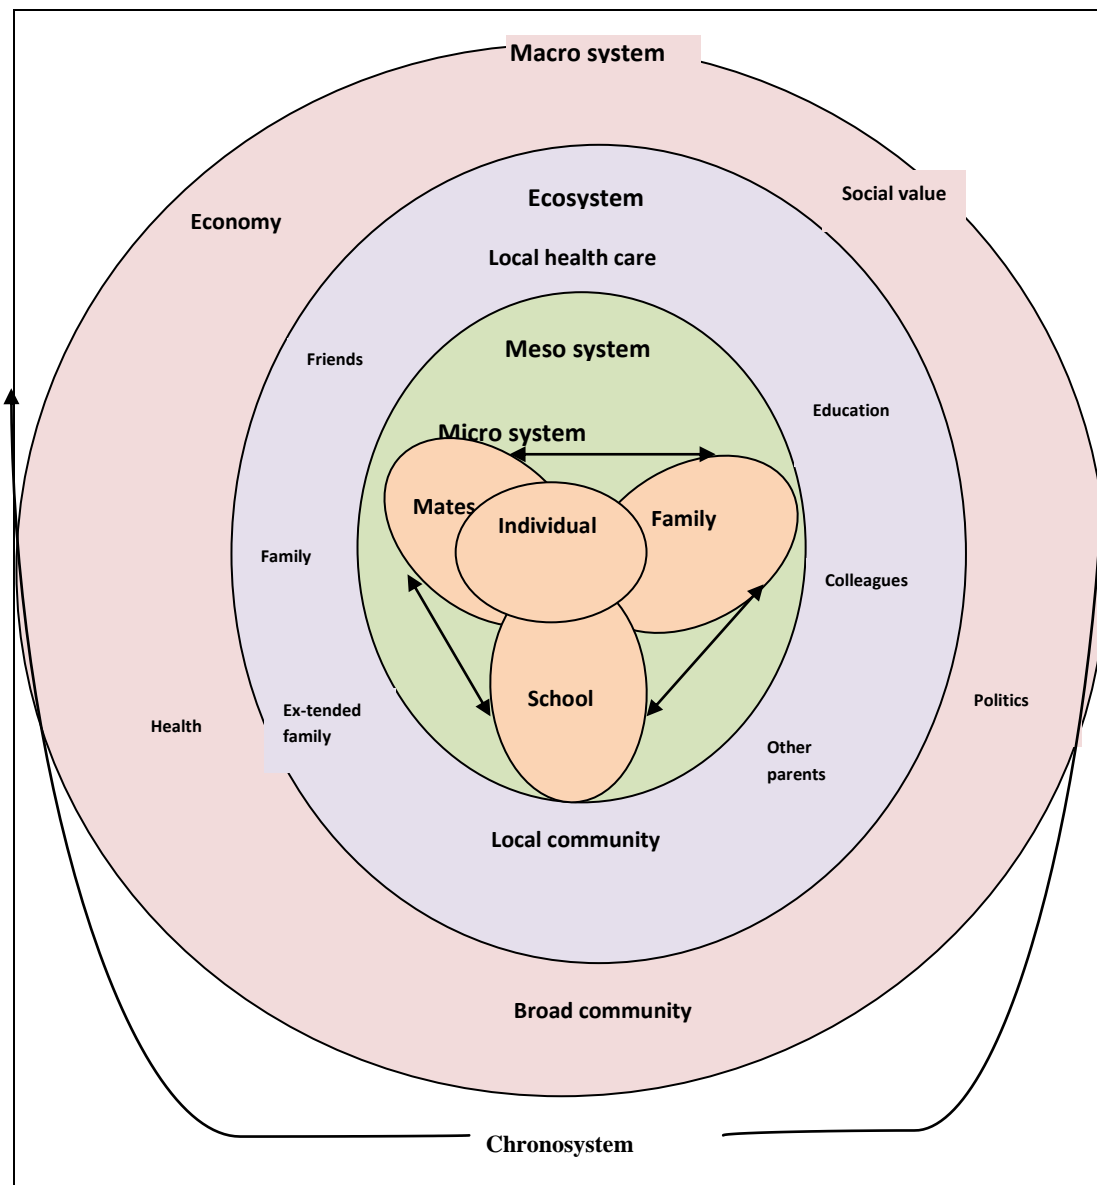 Macro system
Social value
Ecosystem
Economy
Local health care
Meso system
Friends
Education
Micro system
Mates
Individual
Family
Family
Colleagues
School
Ex-tended
family
Health
Politics
Other
parents
Local community
Broad community
Chronosystem